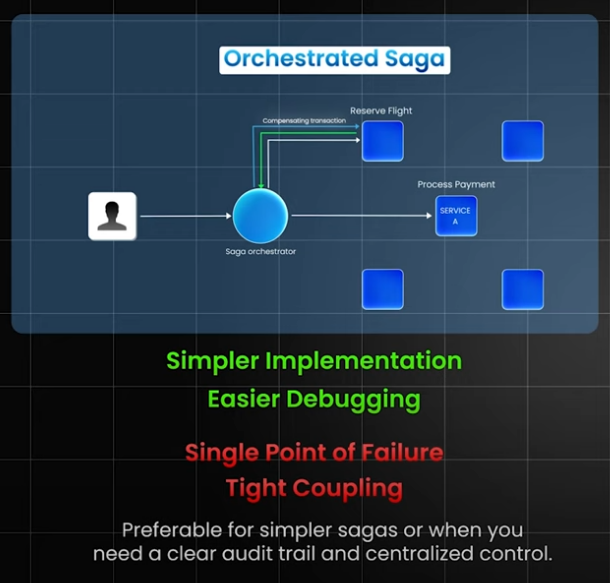 Orchestrated Saga
Reserve Flight
Compensating transaction
Process Payment
SERVICE
A
Saga orchestrator
Simpler Implementation
Easier Debugging
Single Point of Failure
Tight Coupling
Preferable for simpler sagas or when you
need a clear audit trail and centralized control.